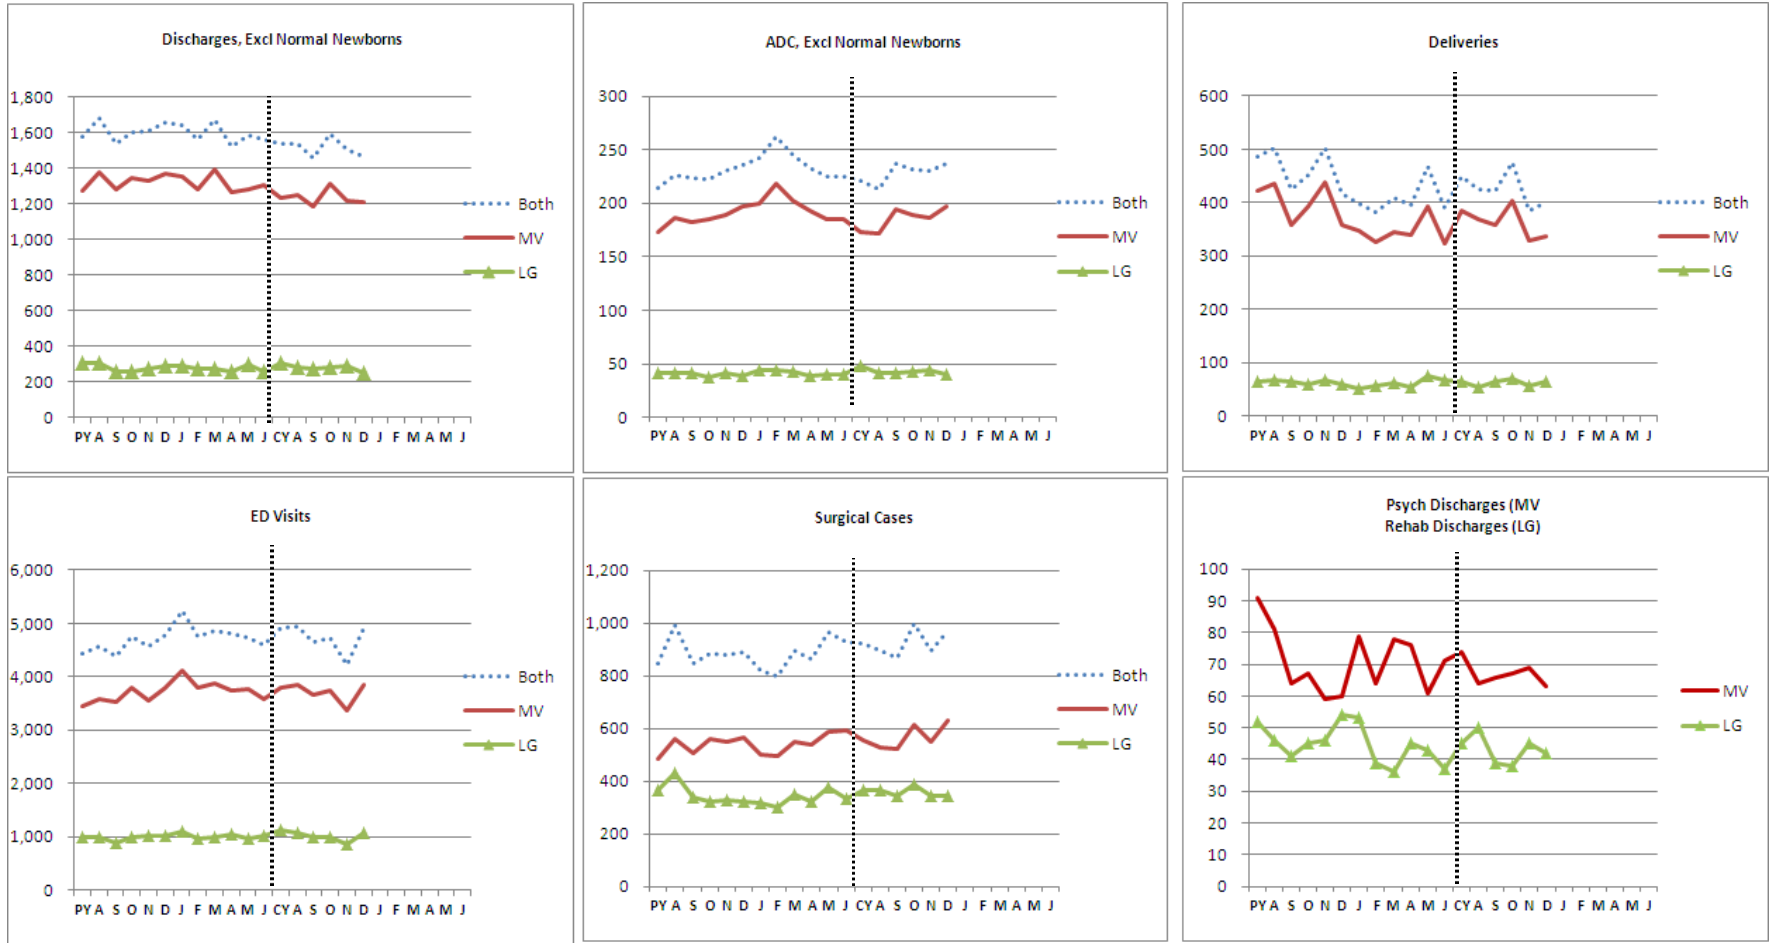 Discharges, Excl Normal Newborns
1,800
1,600
1,400
1,200
1,000
800
600
400
200
0
PY A S O N D J F M A M J CY A S O N D J F M A M J
Both
MV
LG
ADC, Excl Normal Newborns
300
250
200
150
100
50
0
PY A S O N D J F M A M J CY A S O N D J F M A M J
Both
MV
LG
Deliveries
600
500
400
300
200
100
0
PY A S O N D J F M A M J CY A S O N D J F M A M J
Both
MV
LG
ED Visits
6,000
5,000
4,000
3,000
2,000
1,000
0
PY A S O N D J F M A M J CY A S O N D J F M A M J
Both
MV
LG
Surgical Cases
1,200
1,000
800
600
400
200
0
PY A S O N D J F M A M J CY A S O N D J F M A M J
Both
MV
LG
Psych Discharges (MV
Rehab Discharges (LG)
100
90
80
70
60
50
40
30
20
10
0
PY A S O N D J F M A M J CY A S O N D J F M A M J
MV
LG